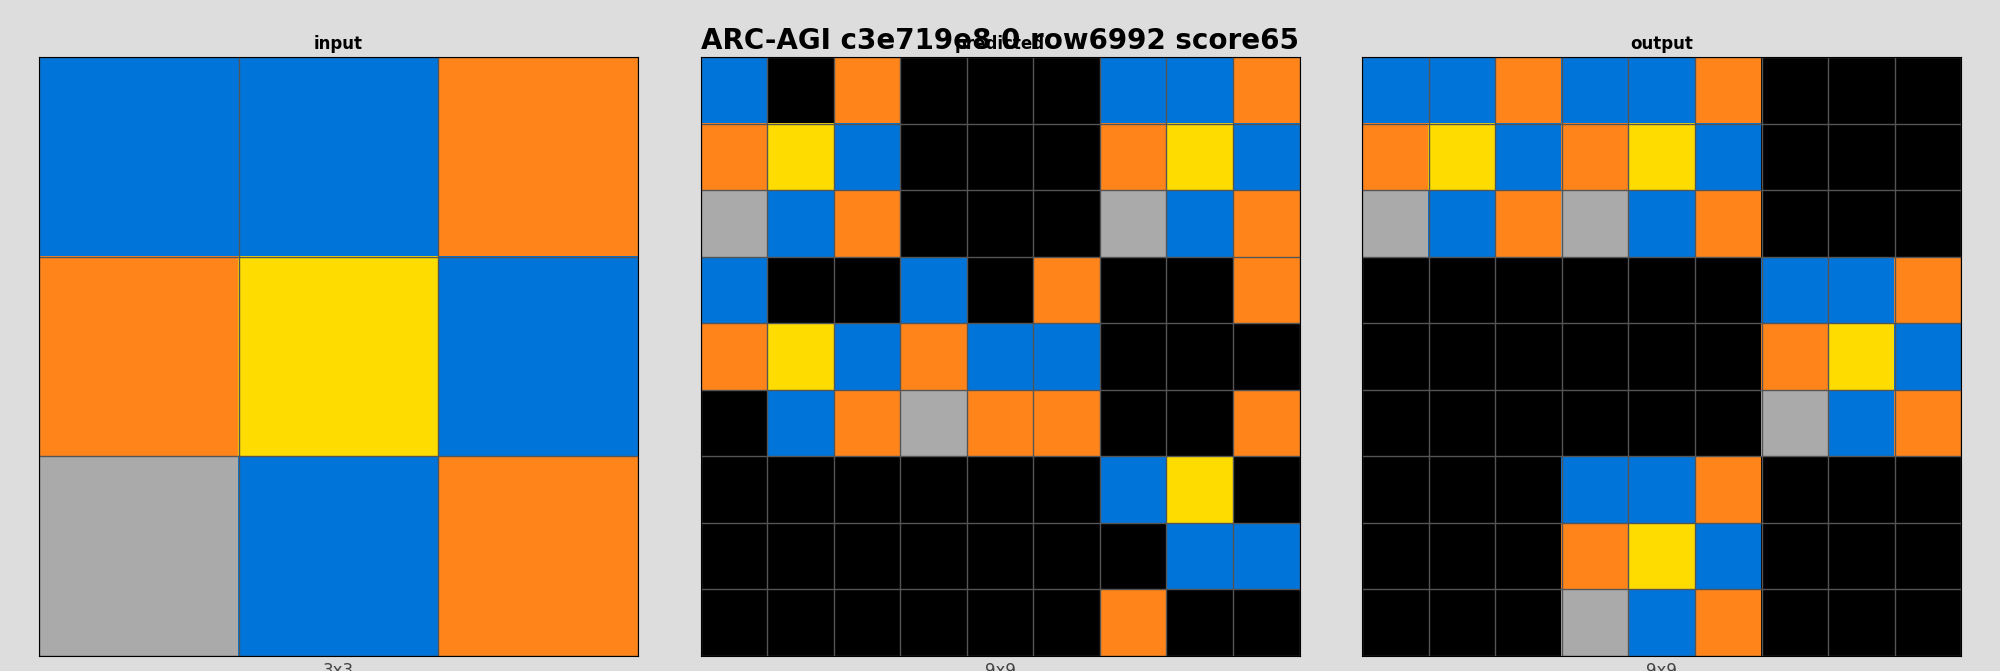 ARC-AGI c3e719e8 0 row6992 score65
input
predicted
output
3x3
9x9
9x9